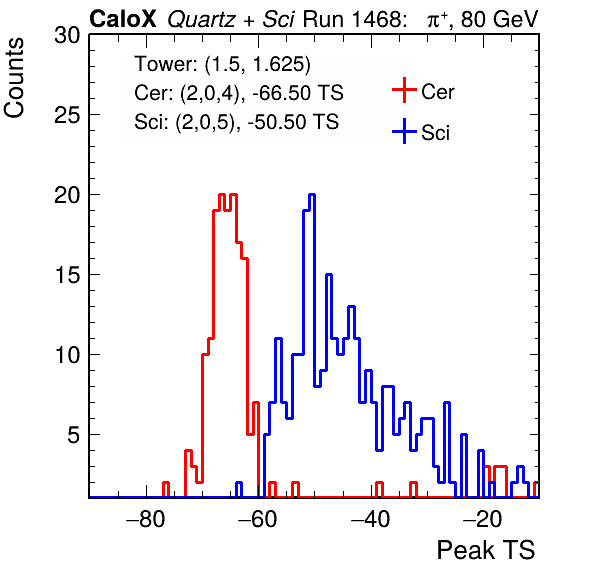 CaloX Quartz + Sci Run 1468: π⁺, 80 GeV
Counts
30
25
20
15
10
5
Tower: (1.5, 1.625)
Cer: (2,0,4), -66.50 TS
Sci: (2,0,5), -50.50 TS
Cer
Sci
−80 −60 −40 −20
Peak TS